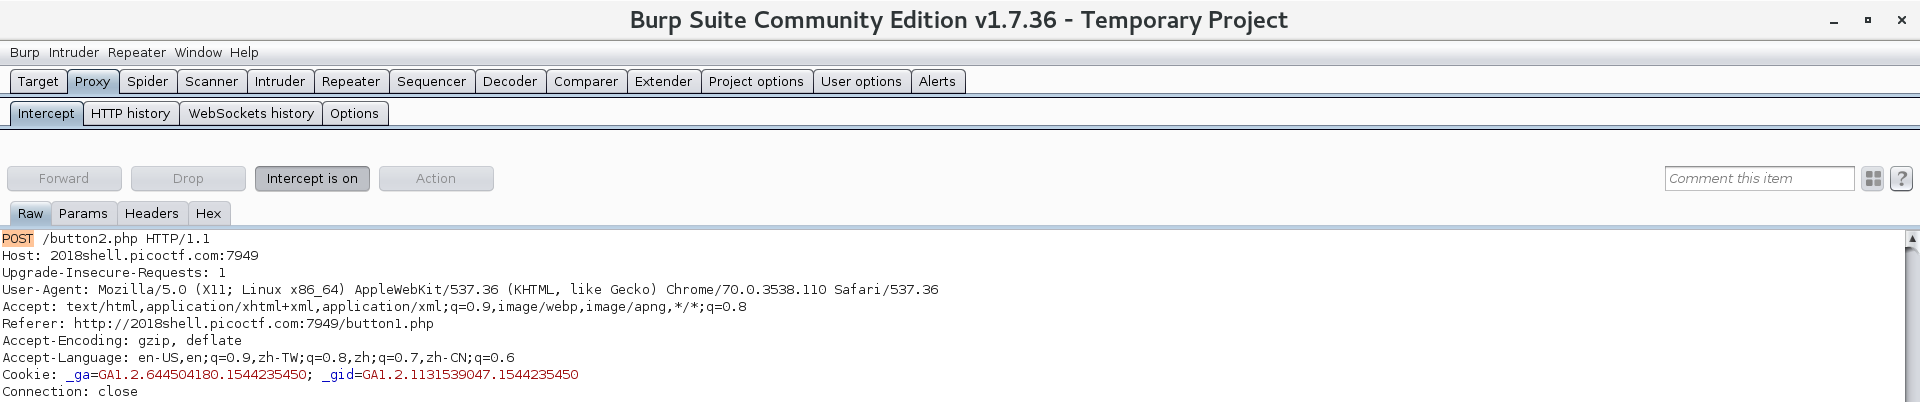 Burp Suite Community Edition v1.7.36 - Temporary Project
Burp Intruder Repeater Window Help
Target Proxy Spider Scanner Intruder Repeater Sequencer Decoder Comparer Extender Project options User options Alerts
Intercept HTTP history WebSockets history Options
Forward Drop Intercept is on Action Comment this item ?
Raw Params Headers Hex
POST /button2.php HTTP/1.1
Host: 2018shell.picoctf.com:7949
Upgrade-Insecure-Requests: 1
User-Agent: Mozilla/5.0 (X11; Linux x86_64) AppleWebKit/537.36 (KHTML, like Gecko) Chrome/70.0.3538.110 Safari/537.36
Accept: text/html,application/xhtml+xml,application/xml;q=0.9,image/webp,image/apng,*/*;q=0.8
Referer: http://2018shell.picoctf.com:7949/button1.php
Accept-Encoding: gzip, deflate
Accept-Language: en-US,en;q=0.9,zh-TW;q=0.8,zh;q=0.7,zh-CN;q=0.6
Cookie: _ga=GA1.2.644504180.1544235450; _gid=GA1.2.1131539047.1544235450
Connection: close